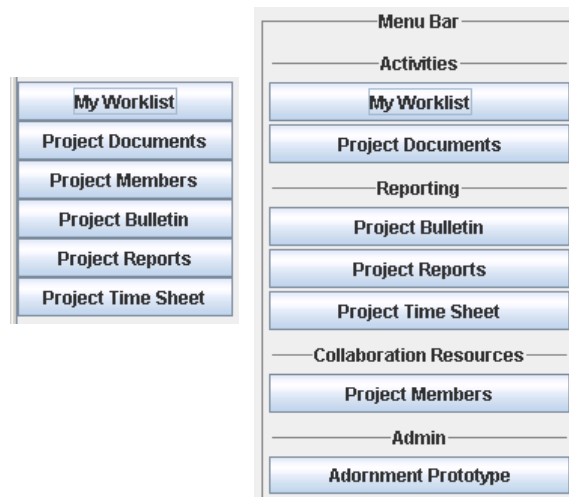 My Worklist
Project Documents
Project Members
Project Bulletin
Project Reports
Project Time Sheet
Menu Bar
Activities
My Worklist
Project Documents
Reporting
Project Bulletin
Project Reports
Project Time Sheet
Collaboration Resources
Project Members
Admin
Adornment Prototype